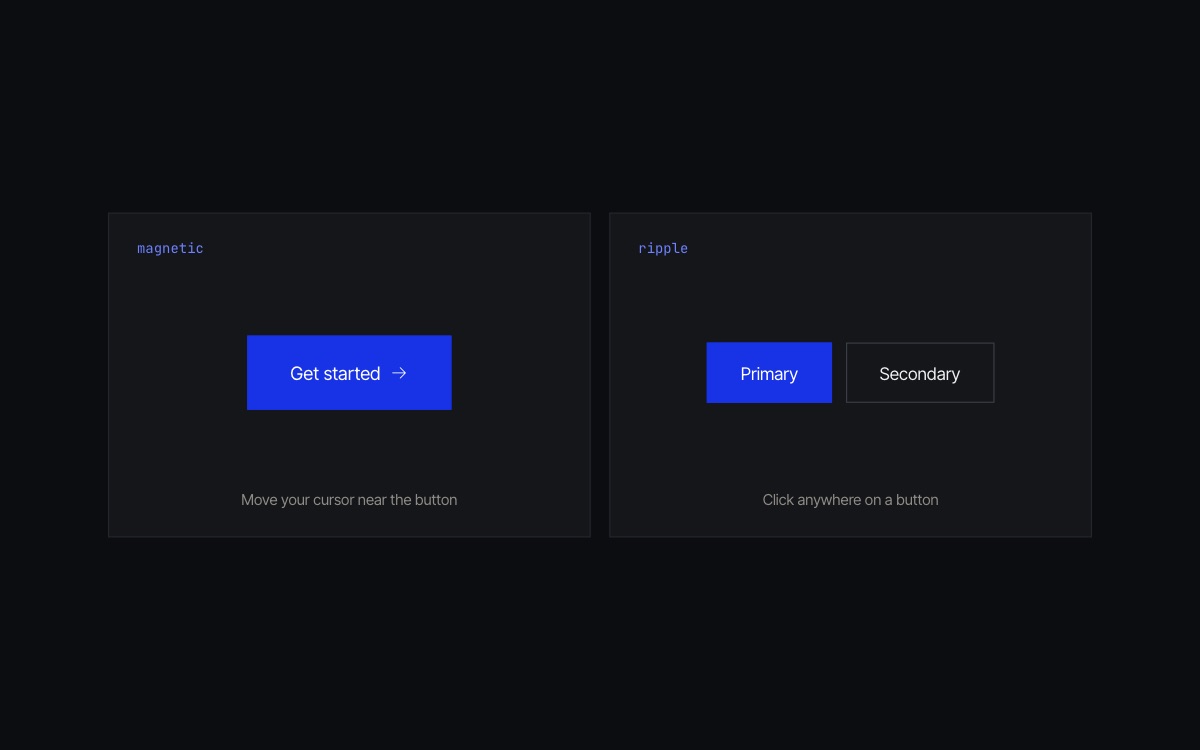 magnetic
Get started →
Move your cursor near the button
ripple
Primary
Secondary
Click anywhere on a button